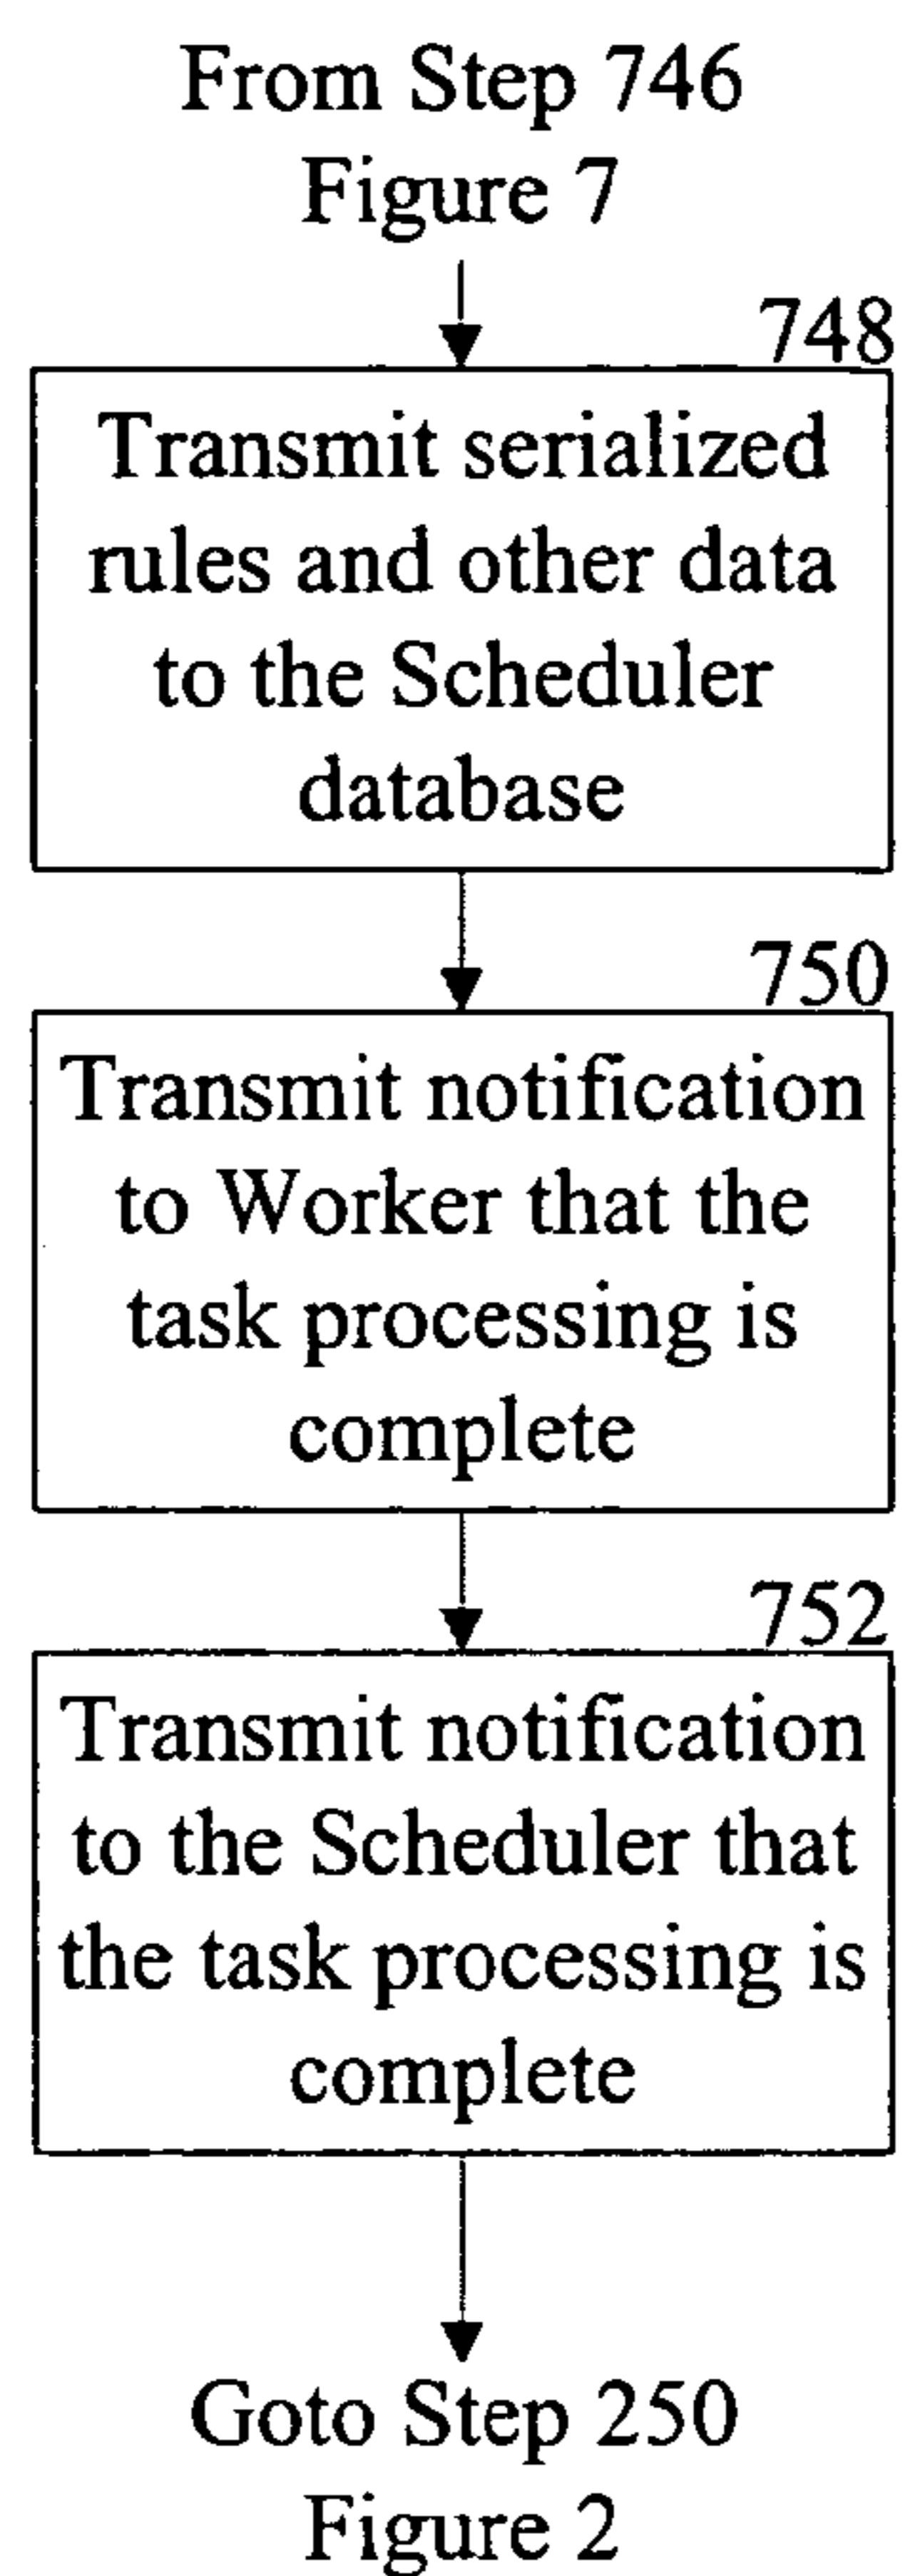 From Step 746
Figure 7
748
Transmit serialized
rules and other data
to the Scheduler
database
750
Transmit notification
to Worker that the
task processing is
complete
752
Transmit notification
to the Scheduler that
the task processing is
complete
Goto Step 250
Figure 2